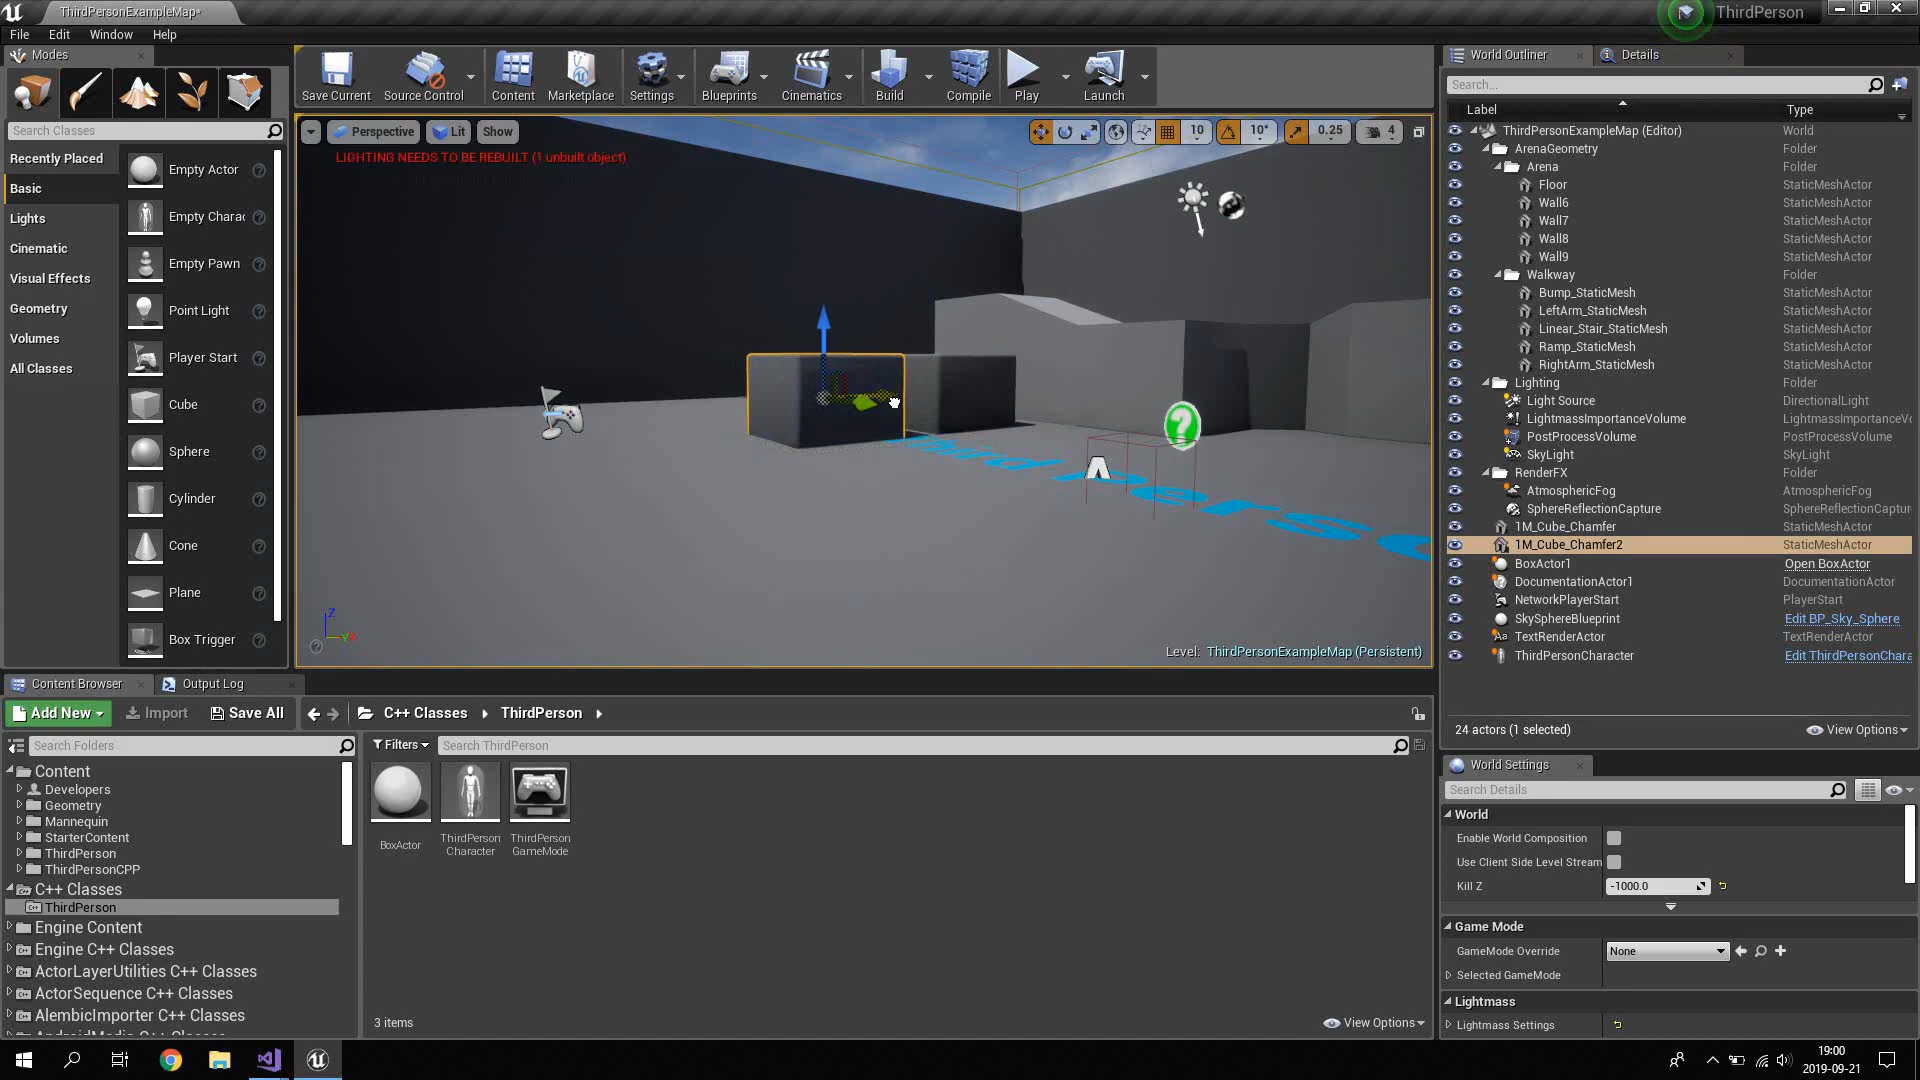 ThirdPersonExampleMap*
ThirdPerson
File Edit Window Help
Modes
Search Classes
Recently Placed
Basic
Lights
Cinematic
Visual Effects
Geometry
Volumes
All Classes
Empty Actor
Empty Charac
Empty Pawn
Point Light
Player Start
Cube
Sphere
Cylinder
Cone
Plane
Box Trigger
Save Current Source Control Content Marketplace Settings Blueprints Cinematics Build Compile Play Launch
Perspective Lit Show
10 10° 0.25 4
LIGHTING NEEDS TO BE REBUILT (1 unbuilt object)
Level: ThirdPersonExampleMap (Persistent)
World Outliner Details
Search...
Label Type
ThirdPersonExampleMap (Editor) World
ArenaGeometry Folder
Arena Folder
Floor StaticMeshActor
Wall6 StaticMeshActor
Wall7 StaticMeshActor
Wall8 StaticMeshActor
Wall9 StaticMeshActor
Walkway Folder
Bump_StaticMesh StaticMeshActor
LeftArm_StaticMesh StaticMeshActor
Linear_Stair_StaticMesh StaticMeshActor
Ramp_StaticMesh StaticMeshActor
RightArm_StaticMesh StaticMeshActor
Lighting Folder
Light Source DirectionalLight
LightmassImportanceVolume LightmassImportanceVo
PostProcessVolume PostProcessVolume
SkyLight SkyLight
RenderFX Folder
AtmosphericFog AtmosphericFog
SphereReflectionCapture SphereReflectionCaptur
1M_Cube_Chamfer StaticMeshActor
1M_Cube_Chamfer2 StaticMeshActor
BoxActor1 Open BoxActor
DocumentationActor1 DocumentationActor
NetworkPlayerStart PlayerStart
SkySphereBlueprint Edit BP_Sky_Sphere
TextRenderActor TextRenderActor
ThirdPersonCharacter Edit ThirdPersonChara
24 actors (1 selected) View Options
World Settings
Search Details
World
Enable World Composition
Use Client Side Level Stream
Kill Z -1000.0
Game Mode
GameMode Override None
Selected GameMode
Lightmass
Lightmass Settings
Content Browser Output Log
Add New Import Save All C++ Classes ThirdPerson
Search Folders
Filters Search ThirdPerson
Content
Developers
Geometry
Mannequin
StarterContent
ThirdPerson
ThirdPersonCPP
C++ Classes
ThirdPerson
Engine Content
Engine C++ Classes
ActorLayerUtilities C++ Classes
ActorSequence C++ Classes
AlembicImporter C++ Classes
AndroidMedia C++ Classes
BoxActor
ThirdPerson
Character
ThirdPerson
GameMode
3 items View Options
19:00
2019-09-21